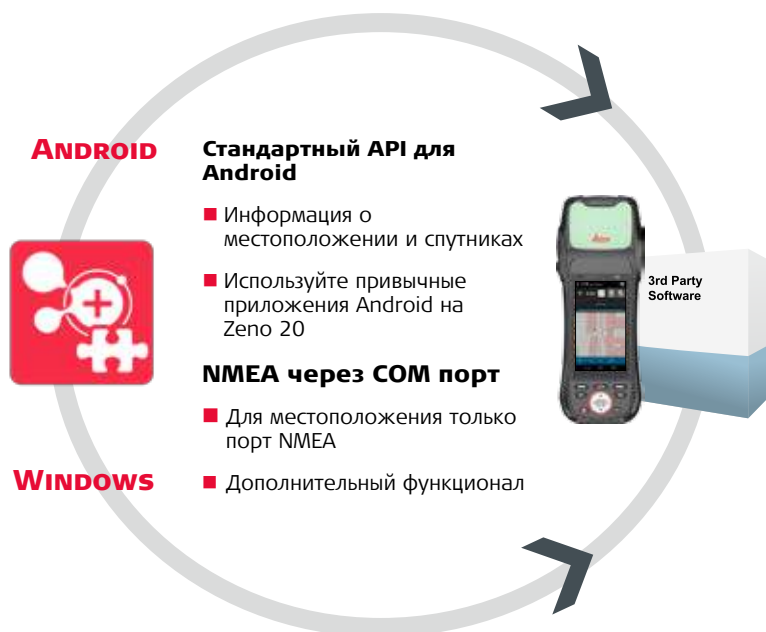 ANDROID
Стандартный API для
Android
Информация о
местоположении и спутниках
Используйте привычные
приложения Android на
Zeno 20
NMEA через COM порт
Для местоположения только
порт NMEA
WINDOWS
Дополнительный функционал
3rd Party
Software
Leica